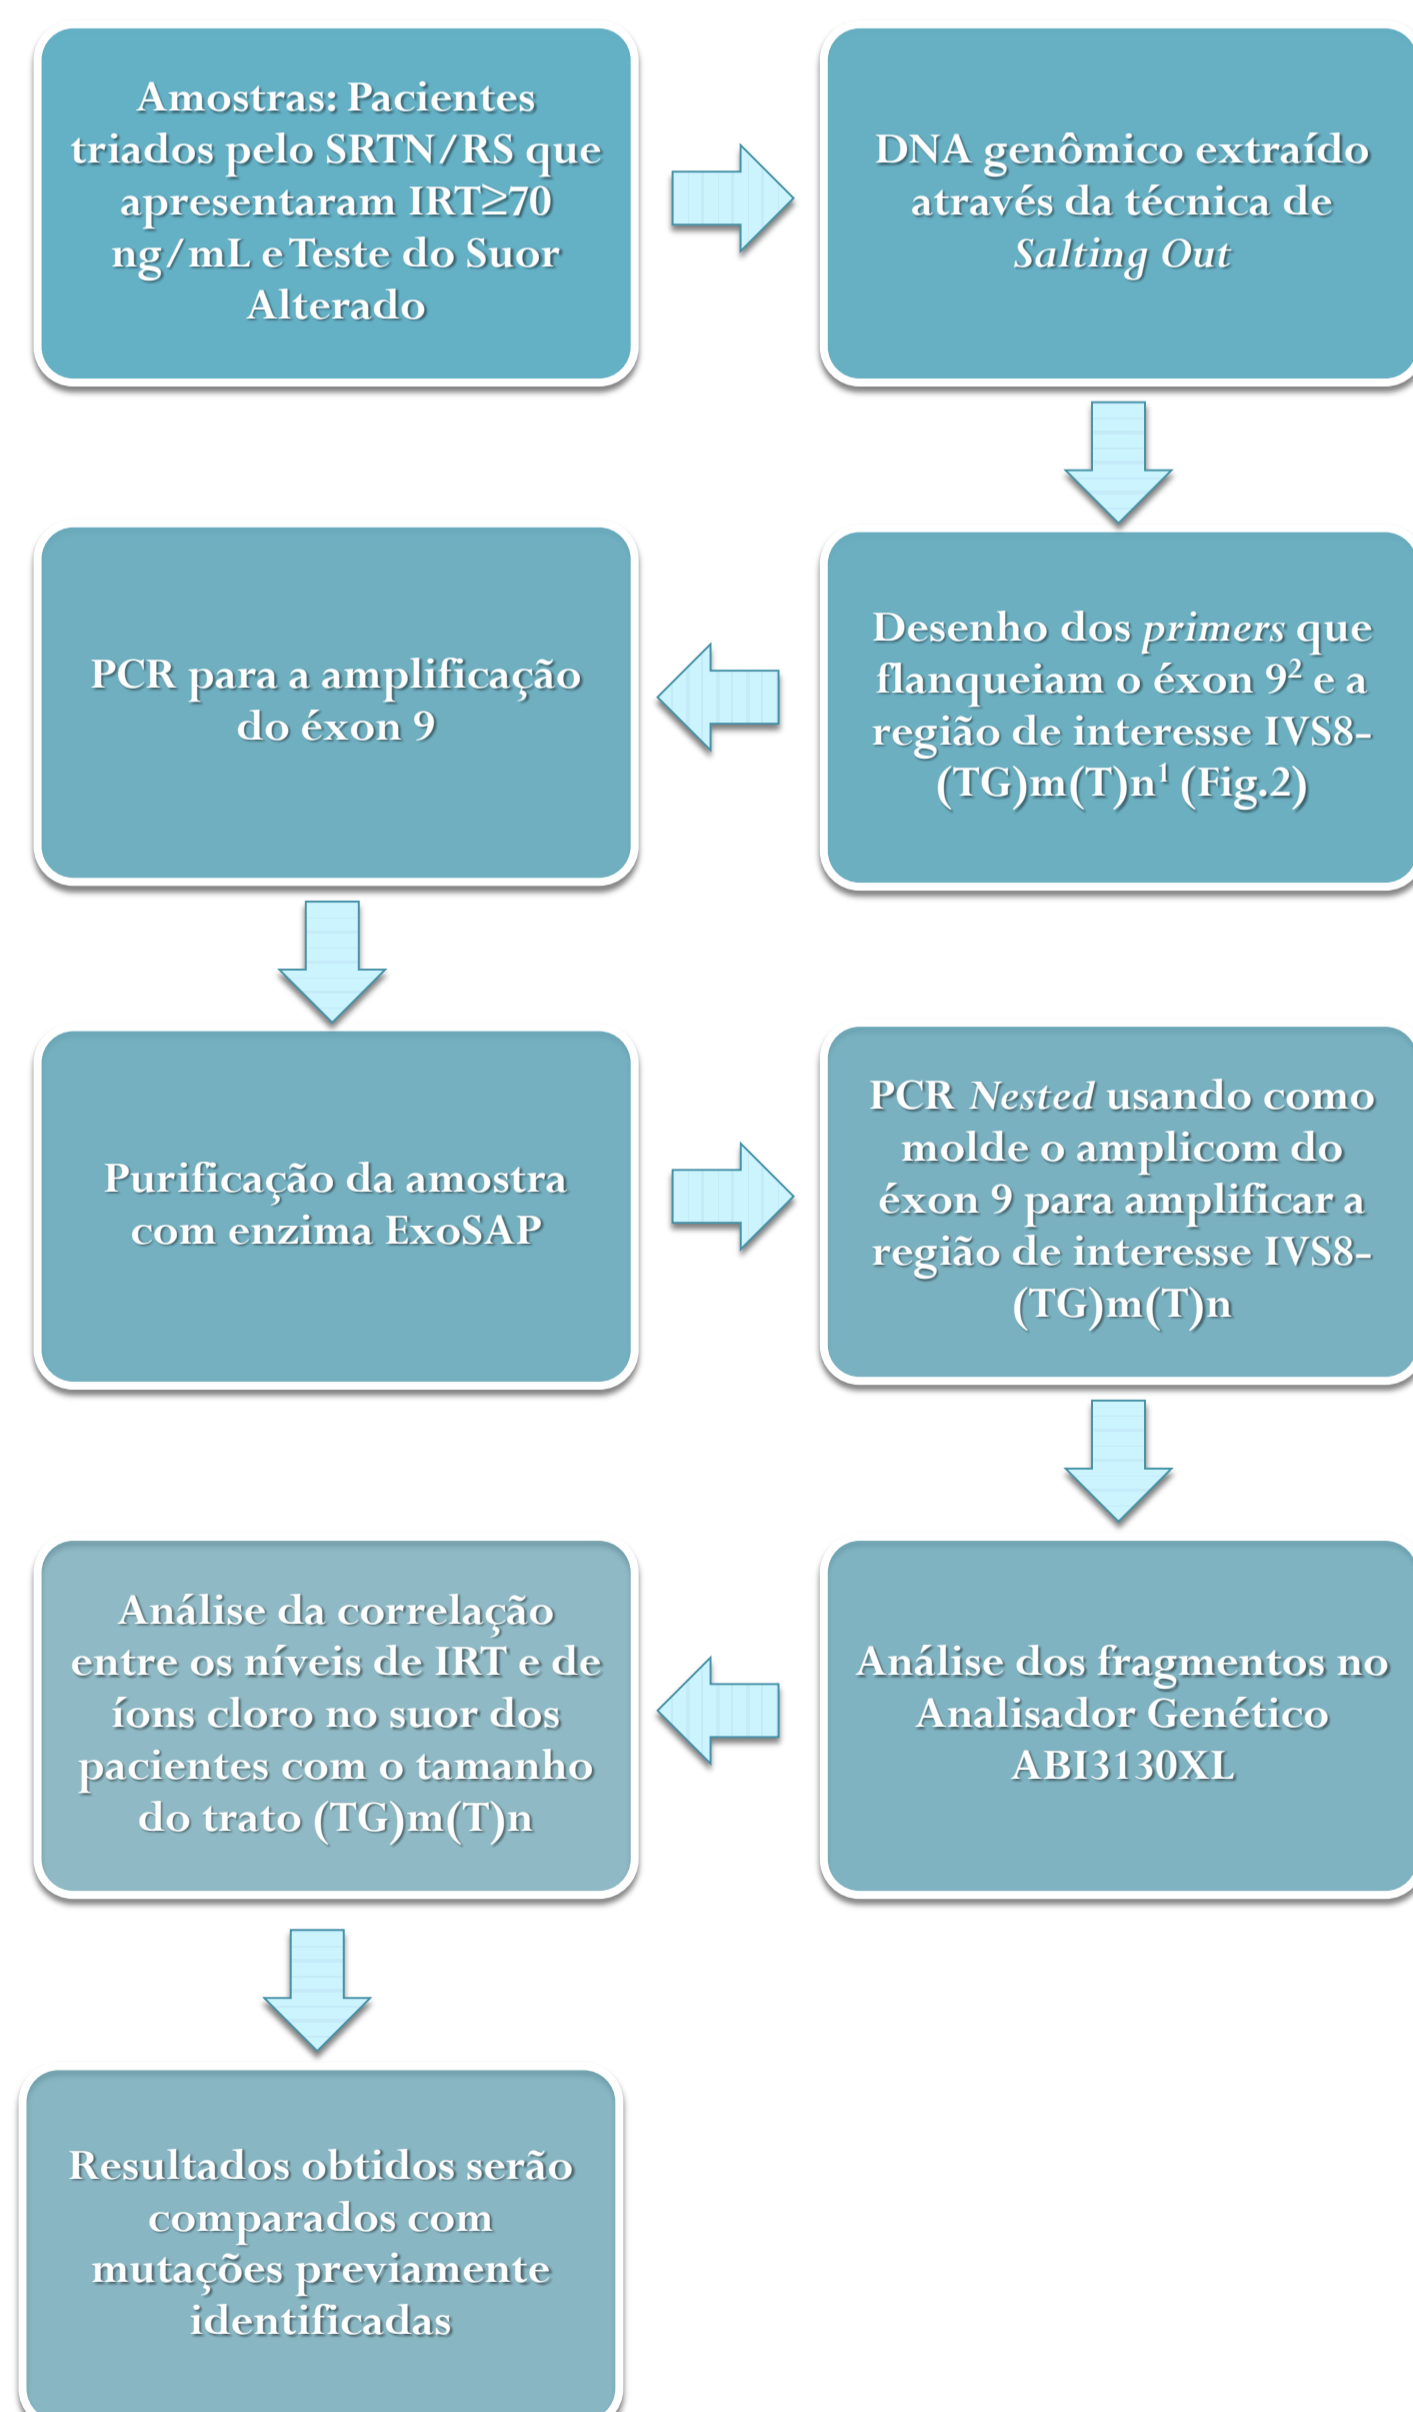 Amostras: Pacientes
triados pelo SRTN/RS que
apresentaram IRT≥70
ng/mL e Teste do Suor
Alterado
DNA genômico extraído
através da técnica de
Salting Out
Desenho dos primers que
flanqueiam o éxon 9² e a
região de interesse IVS8-
(TG)m(T)n¹ (Fig.2)
PCR para a amplificação
do éxon 9
Purificação da amostra
com enzima ExoSAP
PCR Nested usando como
molde o amplicom do
éxon 9 para amplificar a
região de interesse IVS8-
(TG)m(T)n
Análise dos fragmentos no
Analisador Genético
ABI3130XL
Análise da correlação
entre os níveis de IRT e de
íons cloro no suor dos
pacientes com o tamanho
do trato (TG)m(T)n
Resultados obtidos serão
comparados com
mutações previamente
identificadas